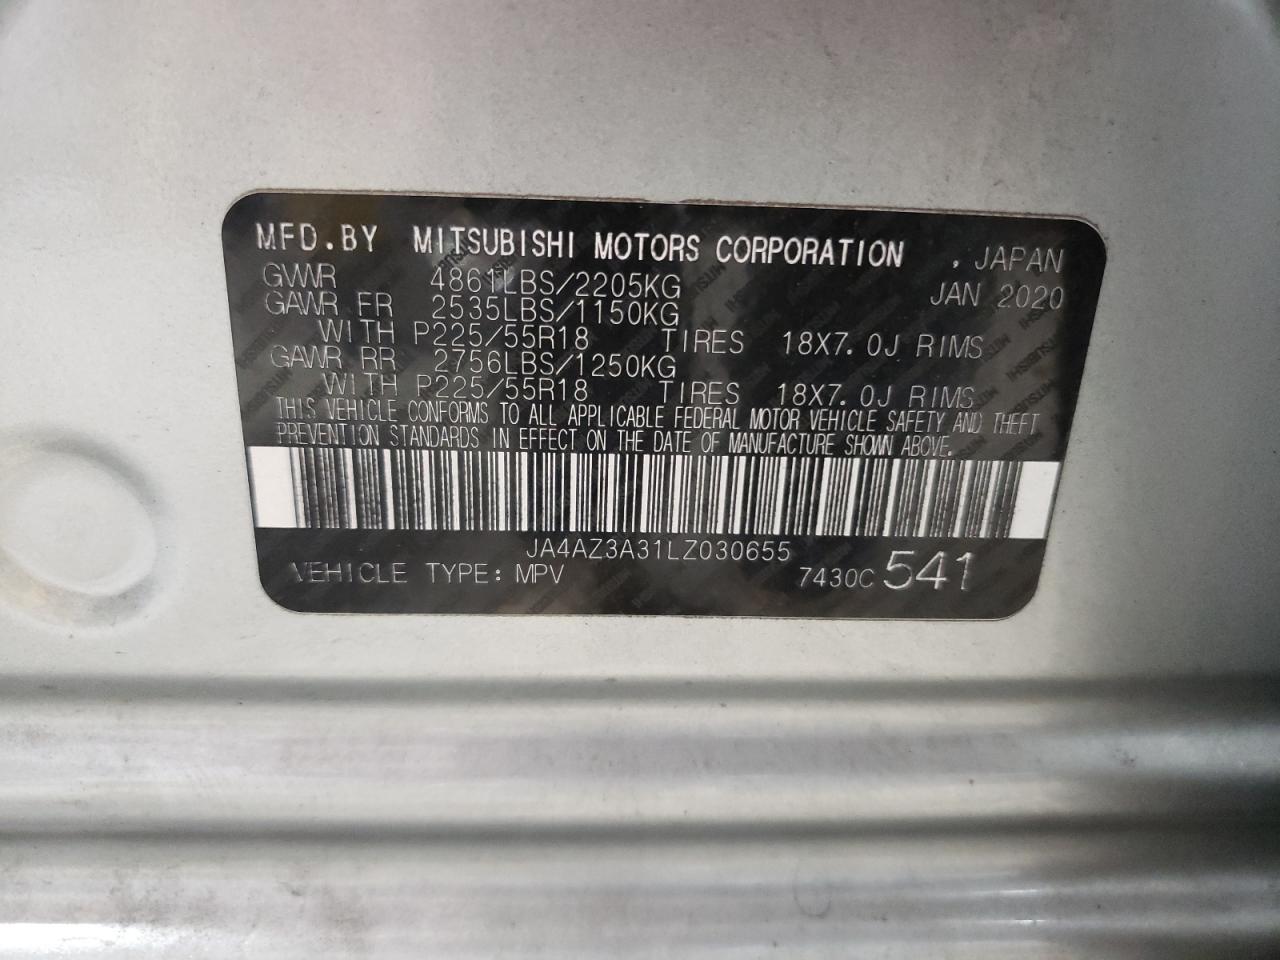 MFD.BY MITSUBISHI MOTORS CORPORATION , JAPAN
GVWR 4861LBS/2205KG JAN 2020
GAWR FR 2535LBS/1150KG
WITH P225/55R18 TIRES 18X7.0J RIMS
GAWR RR 2756LBS/1250KG
WITH P225/55R18 TIRES 18X7.0J RIMS
THIS VEHICLE CONFORMS TO ALL APPLICABLE FEDERAL MOTOR VEHICLE SAFETY AND THEFT
PREVENTION STANDARDS IN EFFECT ON THE DATE OF MANUFACTURE SHOWN ABOVE.
JA4AZ3A31LZ030655
VEHICLE TYPE: MPV 7430C 541